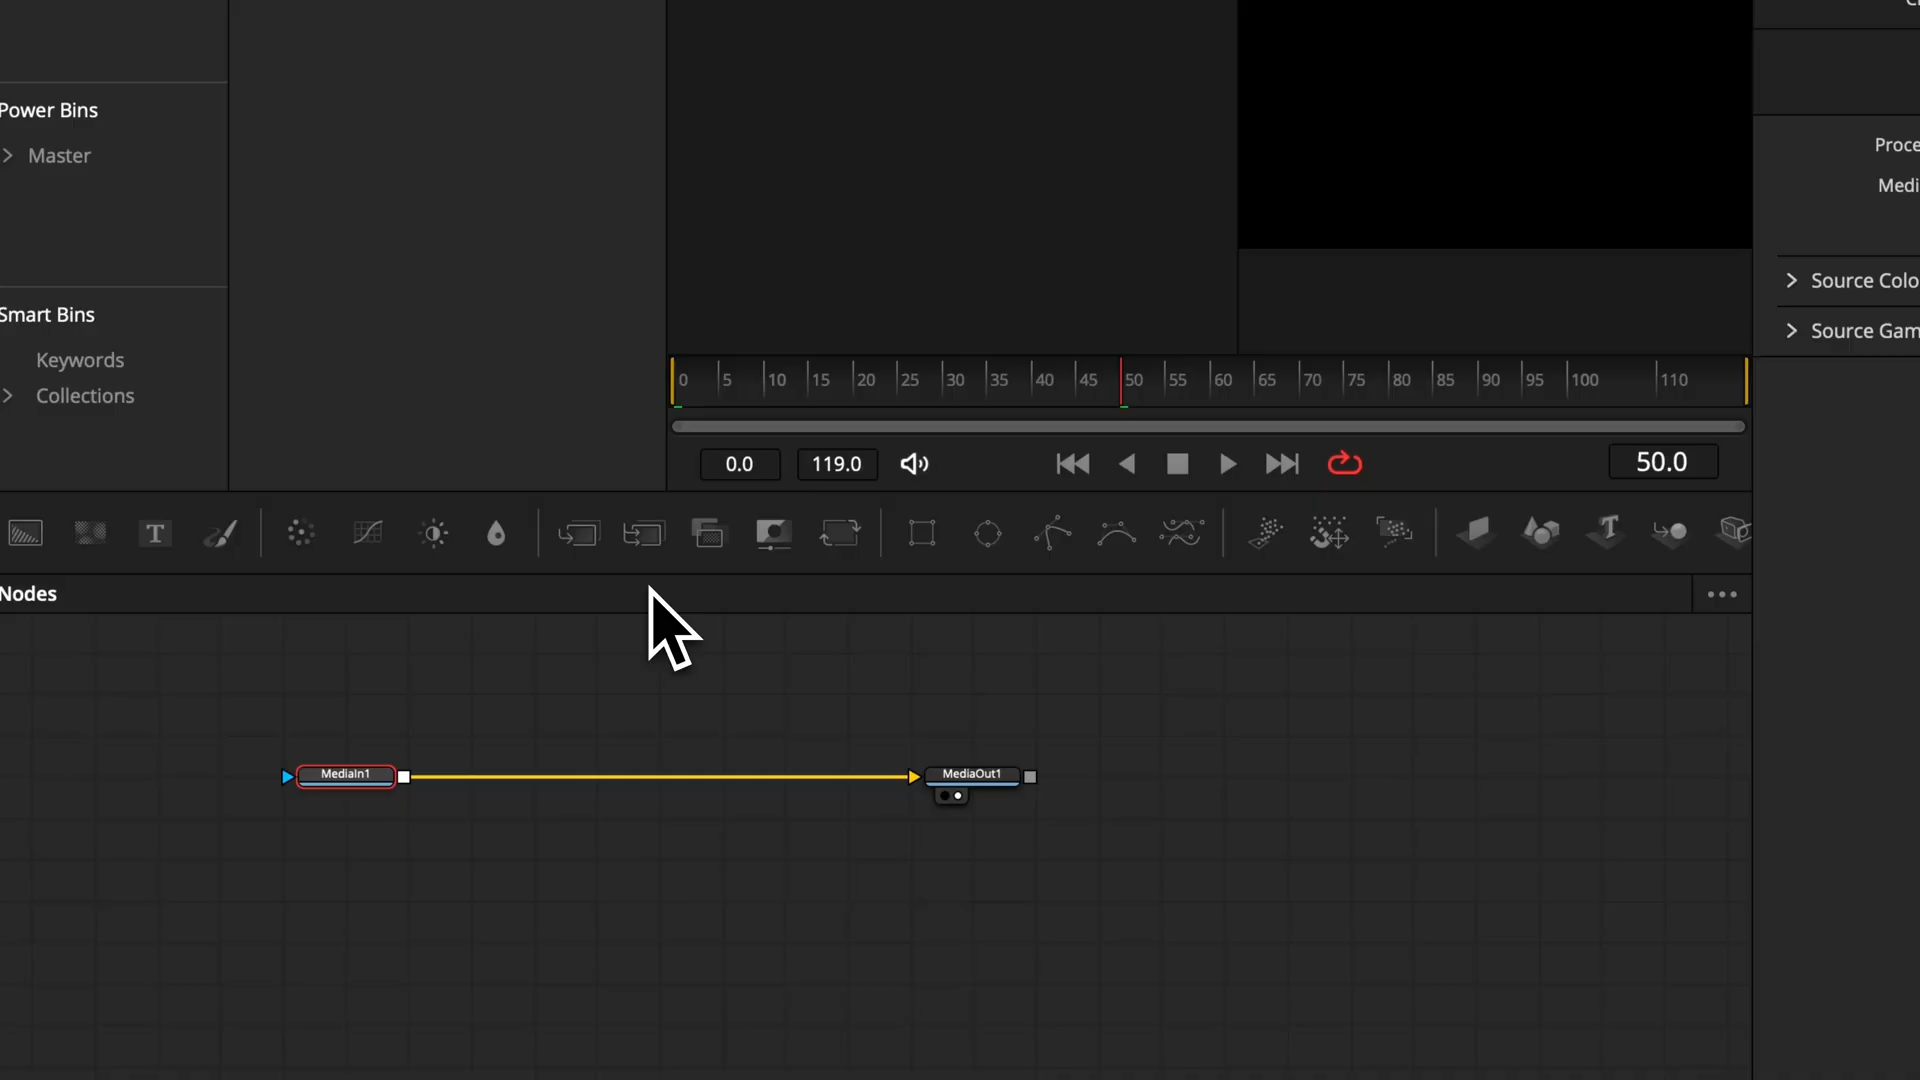 Power Bins
Master
Smart Bins
Keywords
Collections
Proce
Medi
Source Colo
Source Gam
0 5 10 15 20 25 30 35 40 45 50 55 60 65 70 75 80 85 90 95 100 110
0.0 119.0 50.0
T
Nodes
MediaIn1 MediaOut1